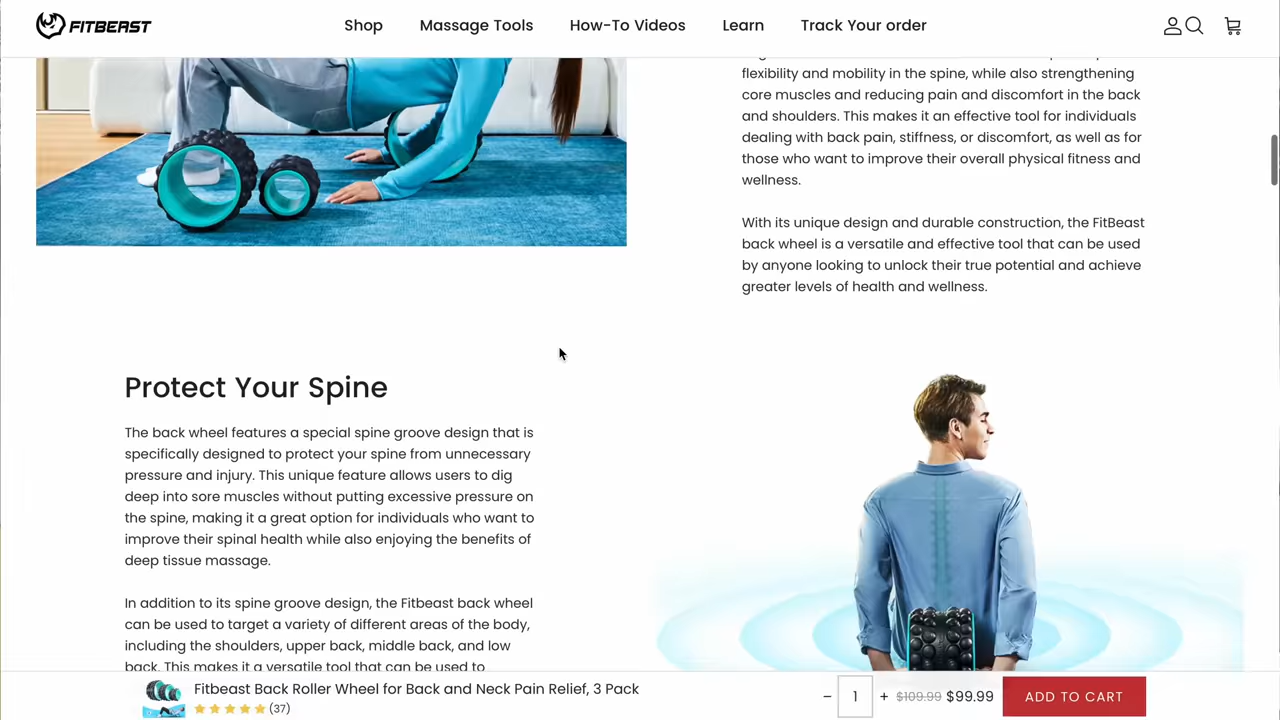 FITBEAST
Shop
Massage Tools
How-To Videos
Learn
Track Your order
flexibility and mobility in the spine, while also strengthening
core muscles and reducing pain and discomfort in the back
and shoulders. This makes it an effective tool for individuals
dealing with back pain, stiffness, or discomfort, as well as for
those who want to improve their overall physical fitness and
wellness.
With its unique design and durable construction, the FitBeast
back wheel is a versatile and effective tool that can be used
by anyone looking to unlock their true potential and achieve
greater levels of health and wellness.
Protect Your Spine
The back wheel features a special spine groove design that is
specifically designed to protect your spine from unnecessary
pressure and injury. This unique feature allows users to dig
deep into sore muscles without putting excessive pressure on
the spine, making it a great option for individuals who want to
improve their spinal health while also enjoying the benefits of
deep tissue massage.
In addition to its spine groove design, the Fitbeast back wheel
can be used to target a variety of different areas of the body,
including the shoulders, upper back, middle back, and low
back. This makes it a versatile tool that can be used to
Fitbeast Back Roller Wheel for Back and Neck Pain Relief, 3 Pack
(37)
− 1 + $109.99 $99.99
ADD TO CART